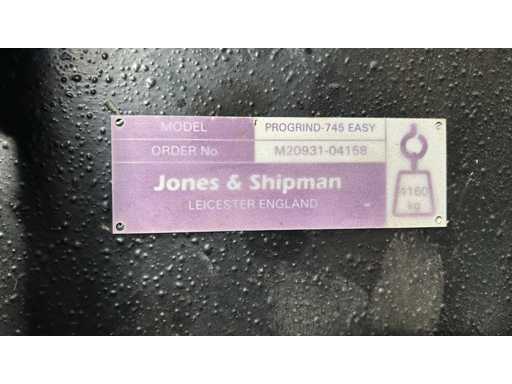 MODEL PROGRIND-745 EASY
ORDER No M20931-04158
Jones & Shipman
LEICESTER ENGLAND
4160
kg